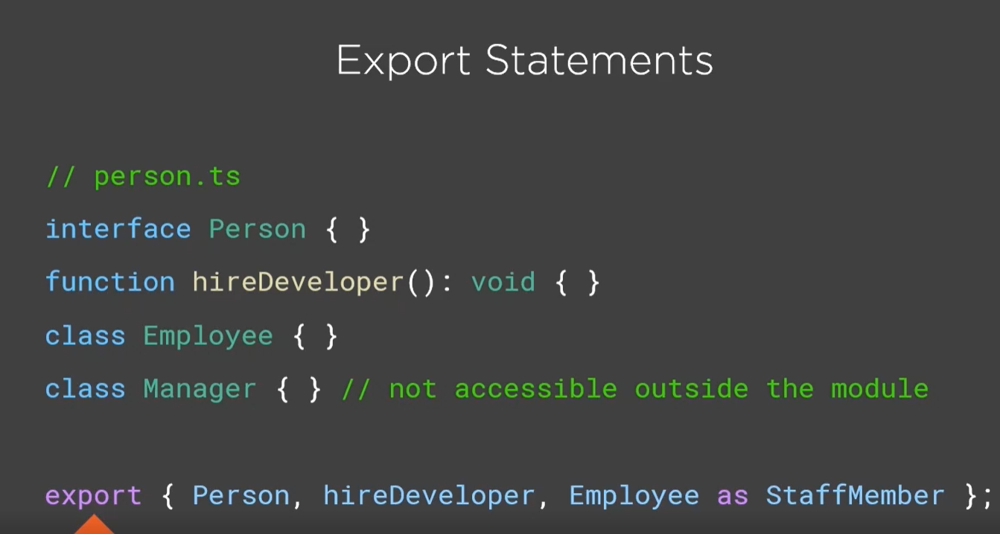 Export Statements
// person.ts
interface Person { }
function hireDeveloper(): void { }
class Employee { }
class Manager { } // not accessible outside the module
export { Person, hireDeveloper, Employee as StaffMember };